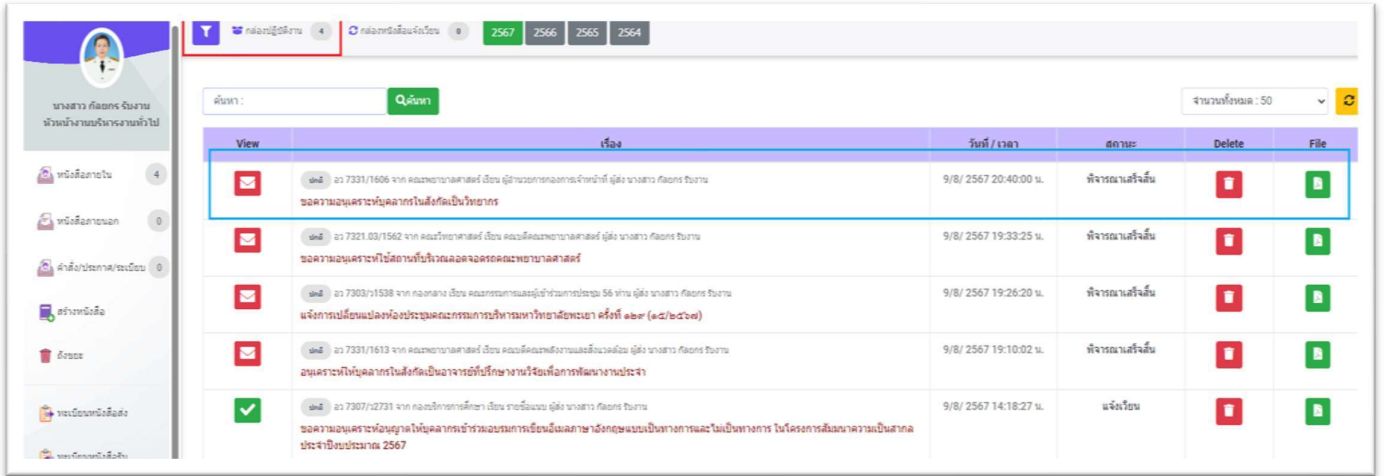 กล่องปฏิบัติงาน 4 กล่องหนังสือแจ้งเวียน 0 2567 2566 2565 2564
นางสาว กัลยกร รับงาน
หัวหน้างานบริหารงานทั่วไป
หนังสือภายใน 4
หนังสือภายนอก 0
คำสั่ง/ประกาศ/ระเบียบ 0
สร้างหนังสือ
ถังขยะ
ทะเบียนหนังสือส่ง
ทะเบียนหนังสือรับ
ค้นหา : ค้นหา จำนวนทั้งหมด : 50
View เรื่อง วันที่ / เวลา สถานะ Delete File
ปกติ อว 7331/1606 จาก คณะพยาบาลศาสตร์ เรียน ผู้อำนวยการกองการเจ้าหน้าที่ ผู้ส่ง นางสาว กัลยกร รับงาน 9/8/ 2567 20:40:00 น. พิจารณาเสร็จสิ้น
ขอความอนุเคราะห์บุคลากรในสังกัดเป็นวิทยากร
ปกติ อว 7321.03/1562 จาก คณะวิทยาศาสตร์ เรียน คณบดีคณะพยาบาลศาสตร์ ผู้ส่ง นางสาว กัลยกร รับงาน 9/8/ 2567 19:33:25 น. พิจารณาเสร็จสิ้น
ขอความอนุเคราะห์ใช้สถานที่บริเวณลอดจอดรถคณะพยาบาลศาสตร์
ปกติ อว 7303/ว1538 จาก กองกลาง เรียน คณะกรรมการและผู้เข้าร่วมการประชุม 56 ท่าน ผู้ส่ง นางสาว กัลยกร รับงาน 9/8/ 2567 19:26:20 น. พิจารณาเสร็จสิ้น
แจ้งการเปลี่ยนแปลงห้องประชุมคณะกรรมการบริหารมหาวิทยาลัยพะเยา ครั้งที่ ๑๒๙ (๑๔/๒๕๖๗)
ปกติ อว 7331/1613 จาก คณะพยาบาลศาสตร์ เรียน คณบดีคณะพลังงานและสิ่งแวดล้อม ผู้ส่ง นางสาว กัลยกร รับงาน 9/8/ 2567 19:10:02 น. พิจารณาเสร็จสิ้น
อนุเคราะห์ให้บุคลากรในสังกัดเป็นอาจารย์ที่ปรึกษางานวิจัยเพื่อการพัฒนางานประจำ
ปกติ อว 7307/ว2731 จาก กองบริการการศึกษา เรียน รายชื่อแนบ ผู้ส่ง นางสาว กัลยกร รับงาน 9/8/ 2567 14:18:27 น. แจ้งเวียน
ขอความอนุเคราะห์อนุญาตให้บุคลากรเข้าร่วมอบรมการเขียนอีเมลภาษาอังกฤษแบบเป็นทางการและไม่เป็นทางการ ในโครงการสัมมนาความเป็นสากล
ประจำปีงบประมาณ 2567